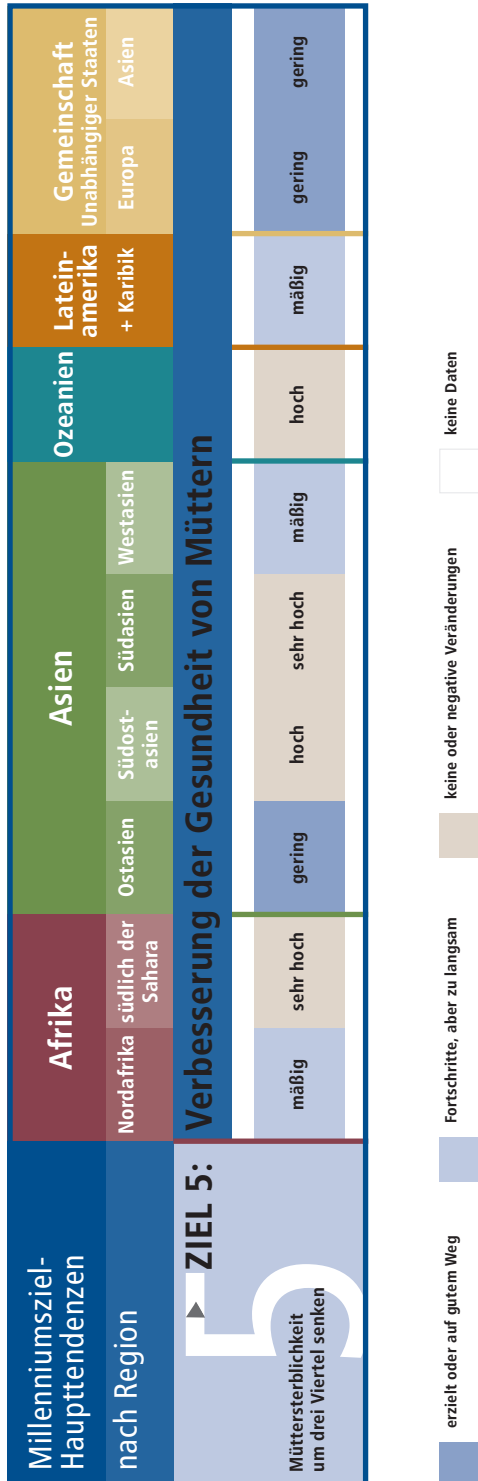 Millenniumsziel-
Haupttendenzen
nach Region
Afrika
Asien
Ozeanien
Latein-
amerika
+ Karibik
Gemeinschaft
Unabhängiger Staaten
Nordafrika
südlich der
Sahara
Ostasien
Südost-
asien
Südasien
Westasien
Europa
Asien
ZIEL 5: Verbesserung der Gesundheit von Müttern
5
Müttersterblichkeit
um drei Viertel senken
mäßig
sehr hoch
gering
hoch
sehr hoch
mäßig
hoch
mäßig
gering
gering
erzielt oder auf gutem Weg
Fortschritte, aber zu langsam
keine oder negative Veränderungen
keine Daten